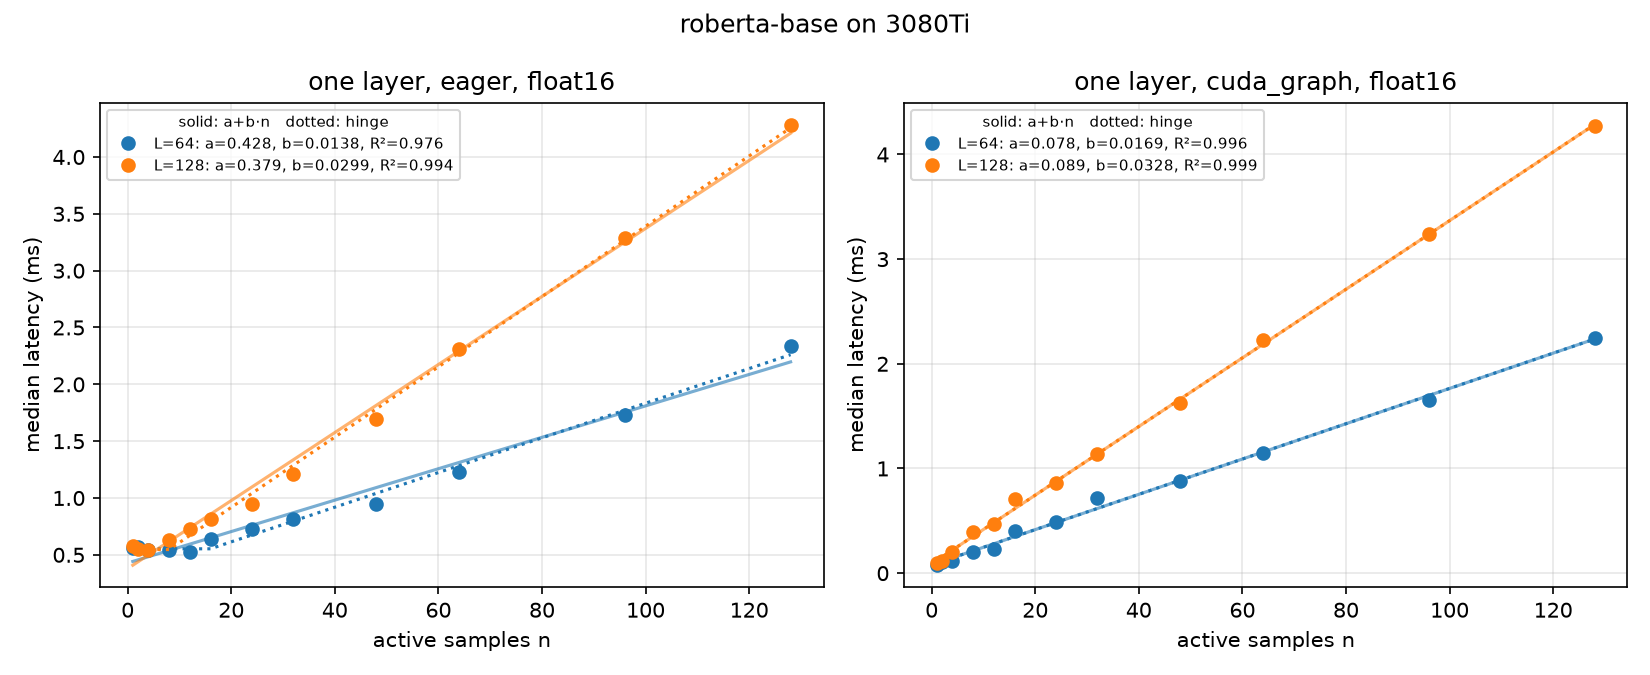 roberta-base on 3080Ti
one layer, eager, float16
solid: a+b·n   dotted: hinge
L=64: a=0.428, b=0.0138, R²=0.976
L=128: a=0.379, b=0.0299, R²=0.994
median latency (ms)
4.0
3.5
3.0
2.5
2.0
1.5
1.0
0.5
0 20 40 60 80 100 120
active samples n
one layer, cuda_graph, float16
solid: a+b·n   dotted: hinge
L=64: a=0.078, b=0.0169, R²=0.996
L=128: a=0.089, b=0.0328, R²=0.999
median latency (ms)
4
3
2
1
0
0 20 40 60 80 100 120
active samples n